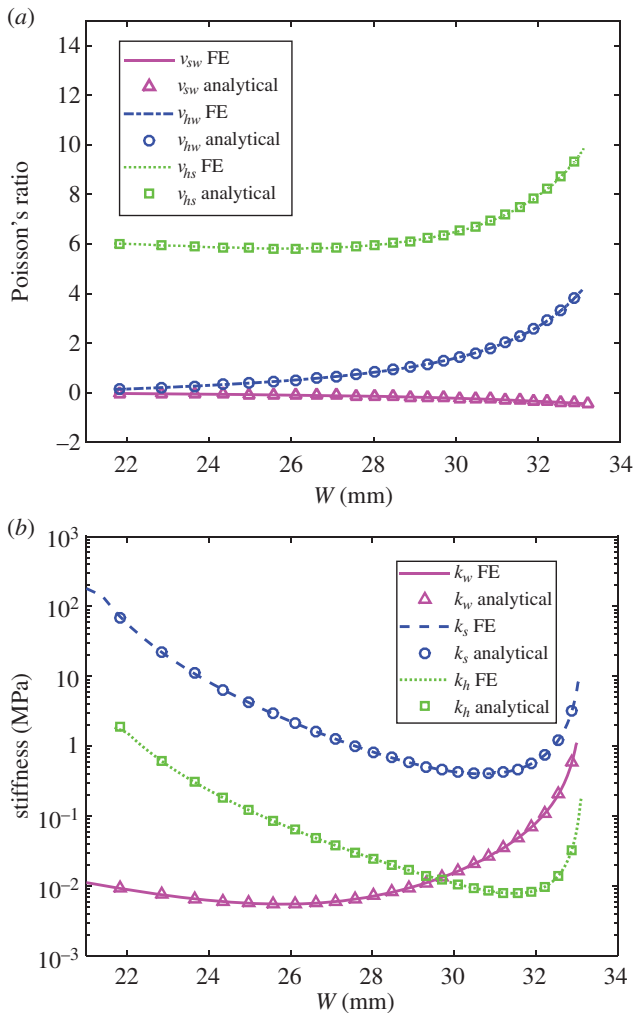 (a)
15
14
12
10
8
6
4
2
0
–2
Poisson's ratio
v_sw FE
v_sw analytical
v_hw FE
v_hw analytical
v_hs FE
v_hs analytical
22 24 26 28 30 32 34
W (mm)
(b)
10^3
10^2
10
1
10^–1
10^–2
10^–3
stiffness (MPa)
k_w FE
k_w analytical
k_s FE
k_s analytical
k_h FE
k_h analytical
22 24 26 28 30 32 34
W (mm)